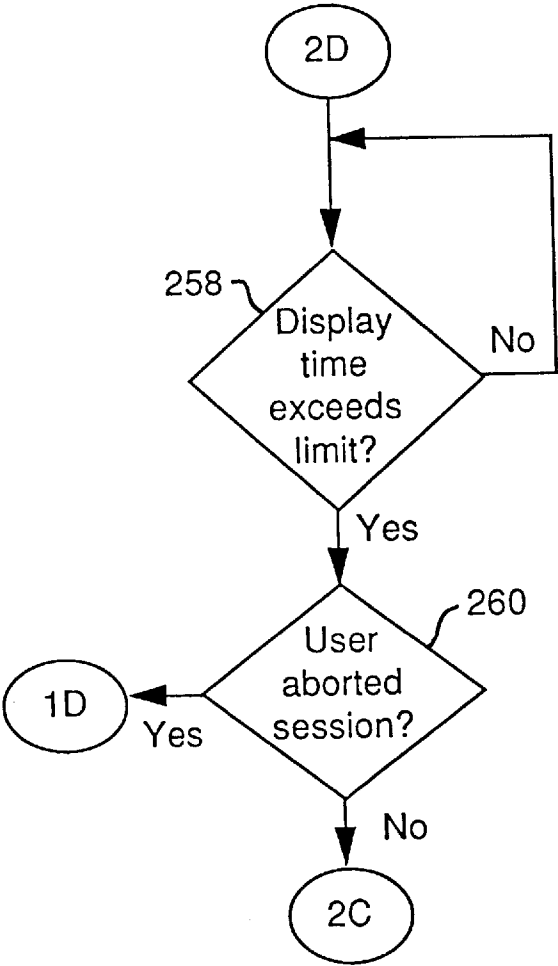 2D
258
Display
time
exceeds
limit?
No
Yes
260
User
aborted
session?
1D
Yes
No
2C